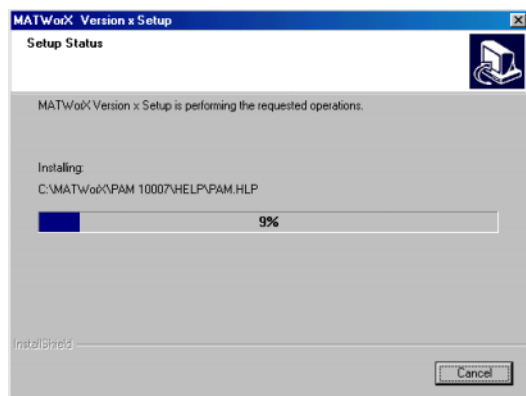 MATWorX Version x Setup
Setup Status
MATWorX Version x Setup is performing the requested operations.
Installing:
C:\MATWorX\PAM 10007\HELP\PAM.HLP
9%
InstallShield
Cancel